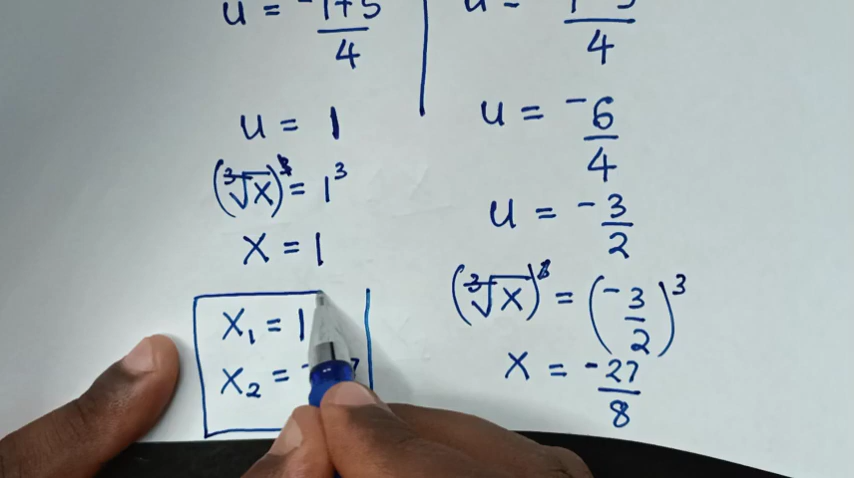 u = -1+5/4
u = 1
(∛x)³ = 1³
x = 1
x₁ = 1
x₂ = -
4
u = -6/4
u = -3/2
(∛x)³ = (-3/2)³
x = -27/8